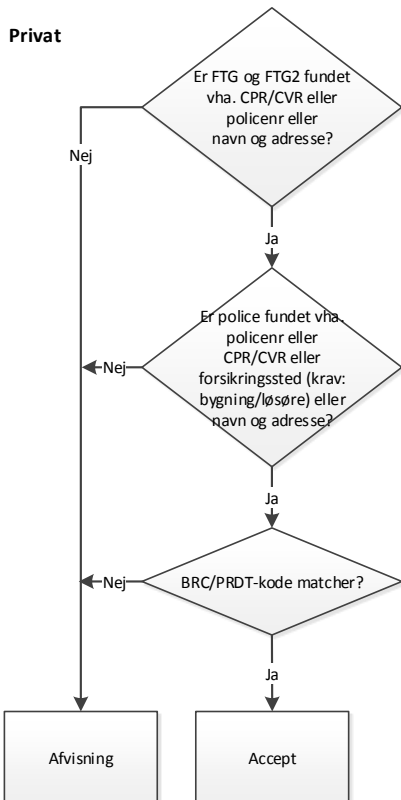 Privat
Er FTG og FTG2 fundet
vha. CPR/CVR eller
policenr eller
navn og adresse?
Nej
Ja
Er police fundet vha.
policenr eller
CPR/CVR eller
forsikringssted (krav:
bygning/løsøre) eller
navn og adresse?
Nej
Ja
BRC/PRDT-kode matcher?
Nej
Ja
Afvisning
Accept